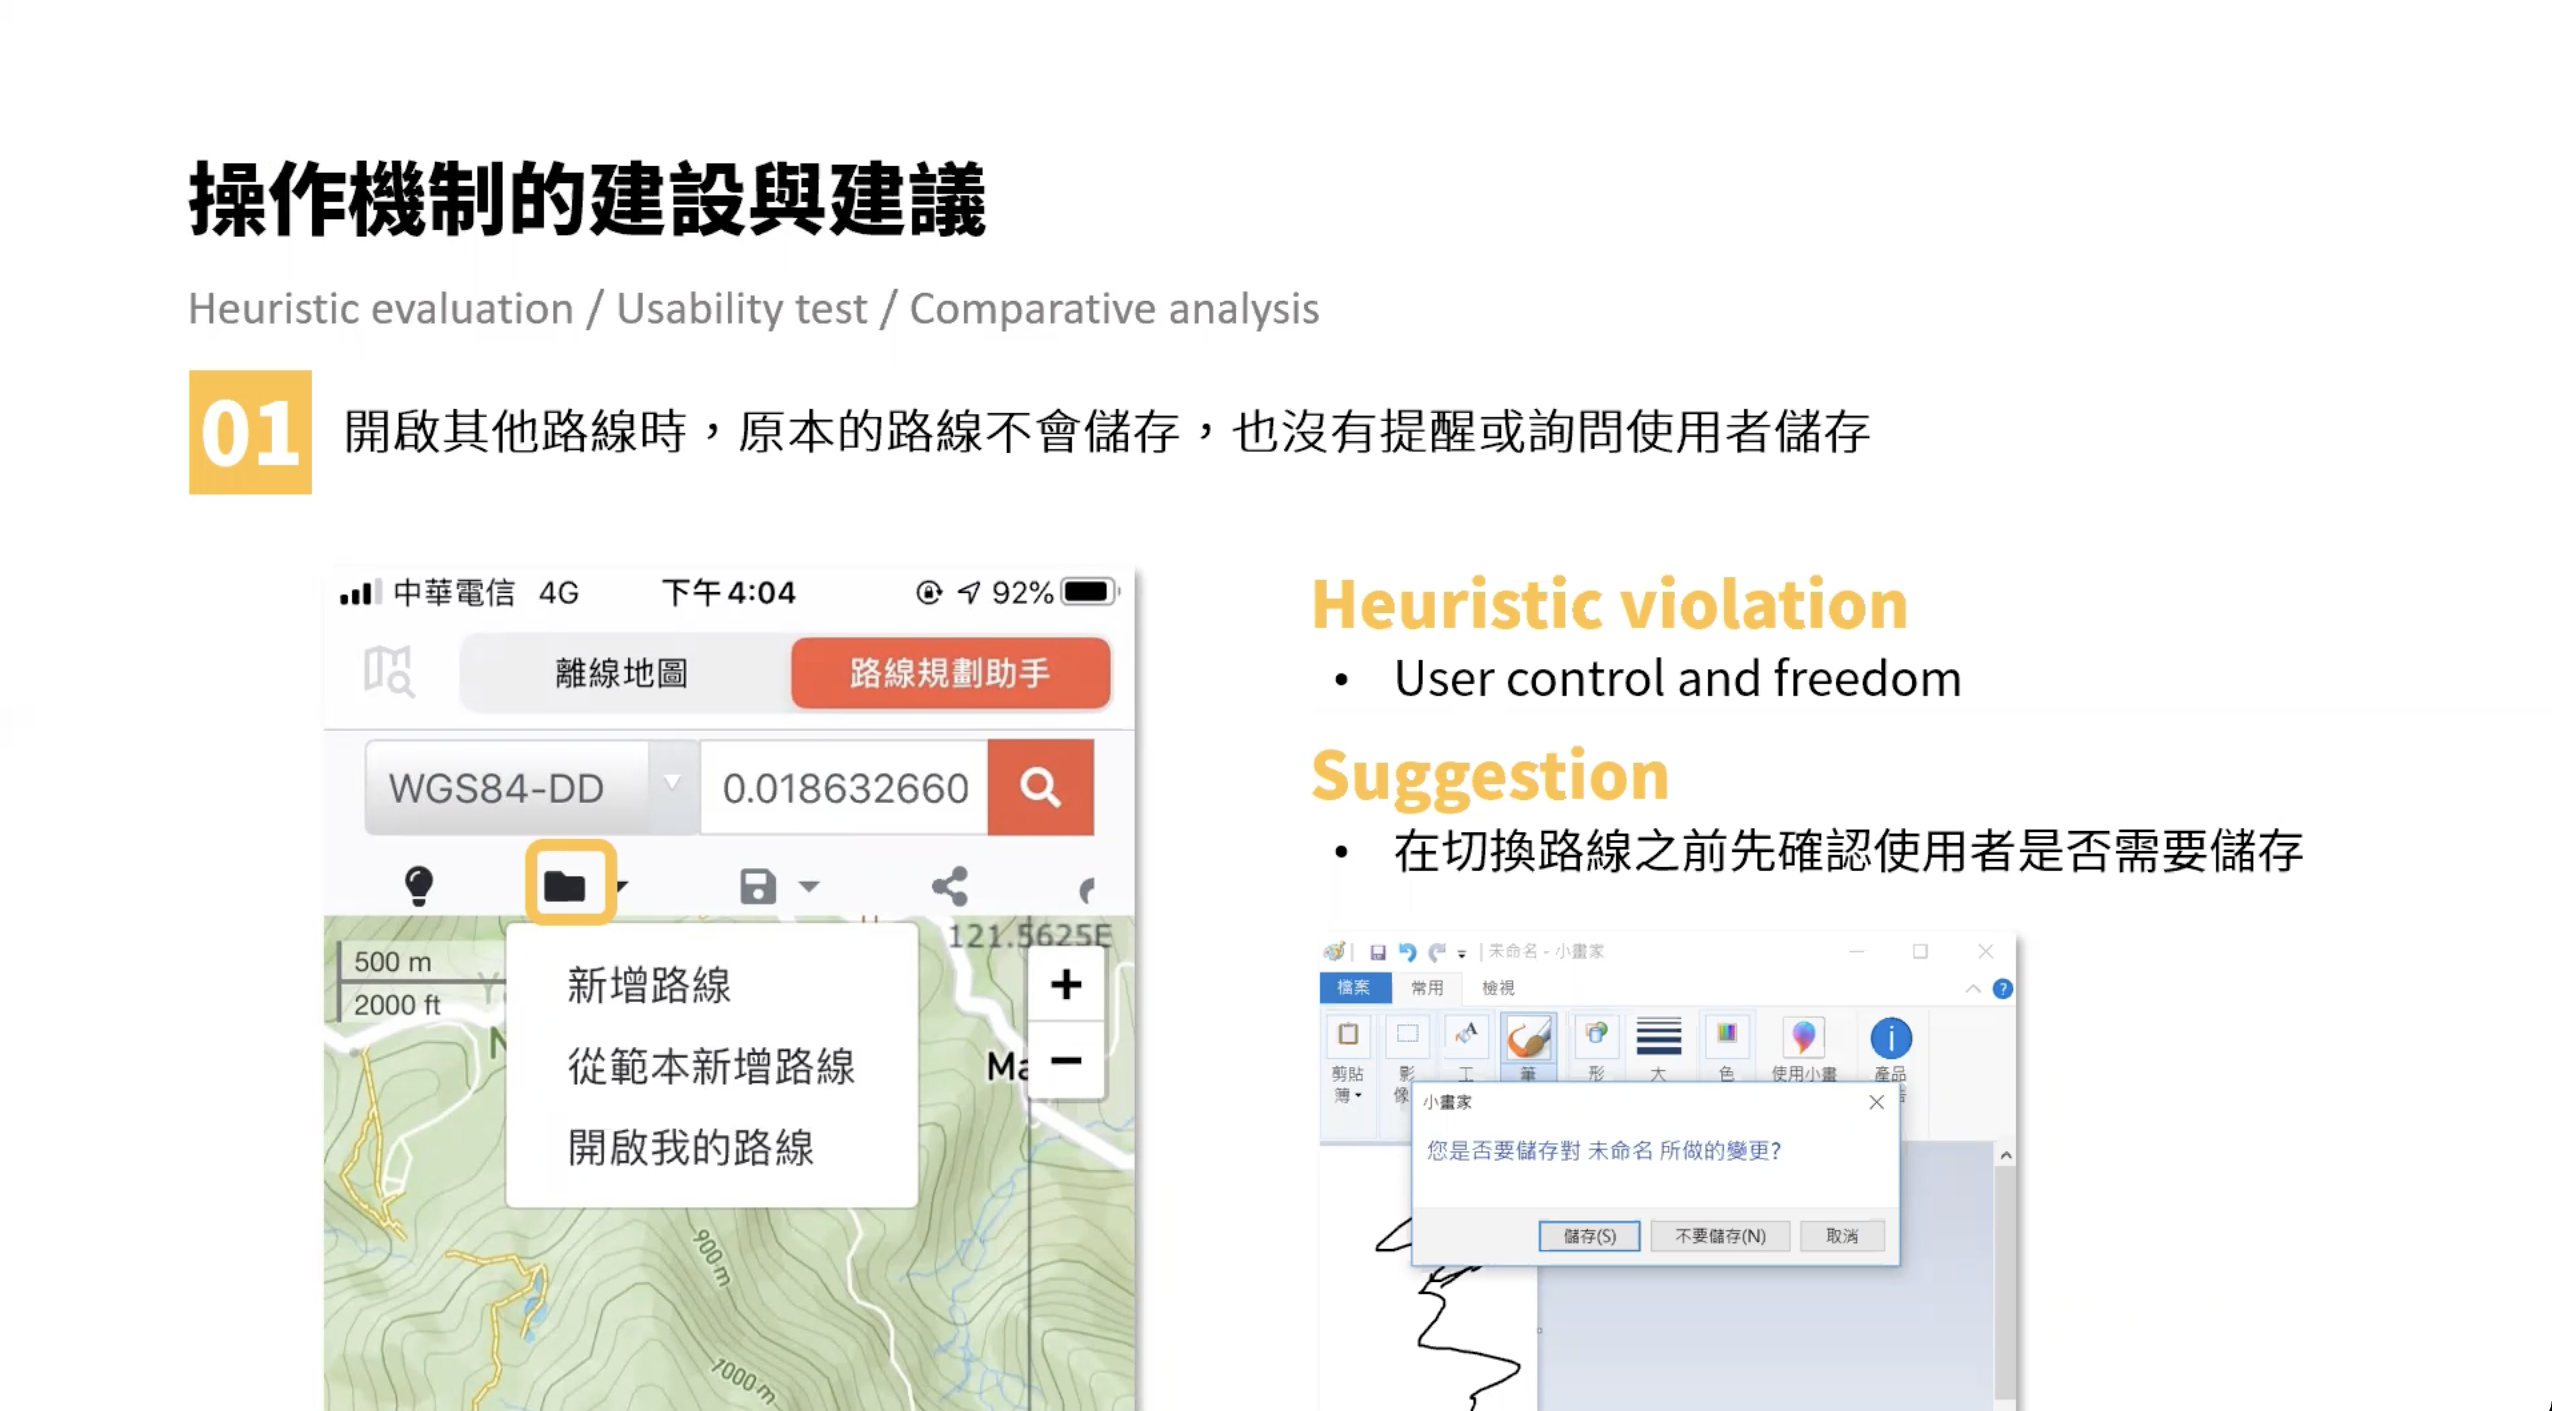 操作機制的建設與建議
Heuristic evaluation / Usability test / Comparative analysis
01
開啟其他路線時，原本的路線不會儲存，也沒有提醒或詢問使用者儲存
中華電信 4G 下午4:04 92%
離線地圖 路線規劃助手
WGS84-DD 0.018632660
121.5625E
500 m
2000 ft
新增路線
從範本新增路線
開啟我的路線
Ma
+
−
900 m
1000 m
Heuristic violation
• User control and freedom
Suggestion
• 在切換路線之前先確認使用者是否需要儲存
未命名 - 小畫家
檔案 常用 檢視
剪貼簿 影像 工 筆 形 大 色 使用小畫 產品
小畫家
您是否要儲存對 未命名 所做的變更?
儲存(S) 不要儲存(N) 取消